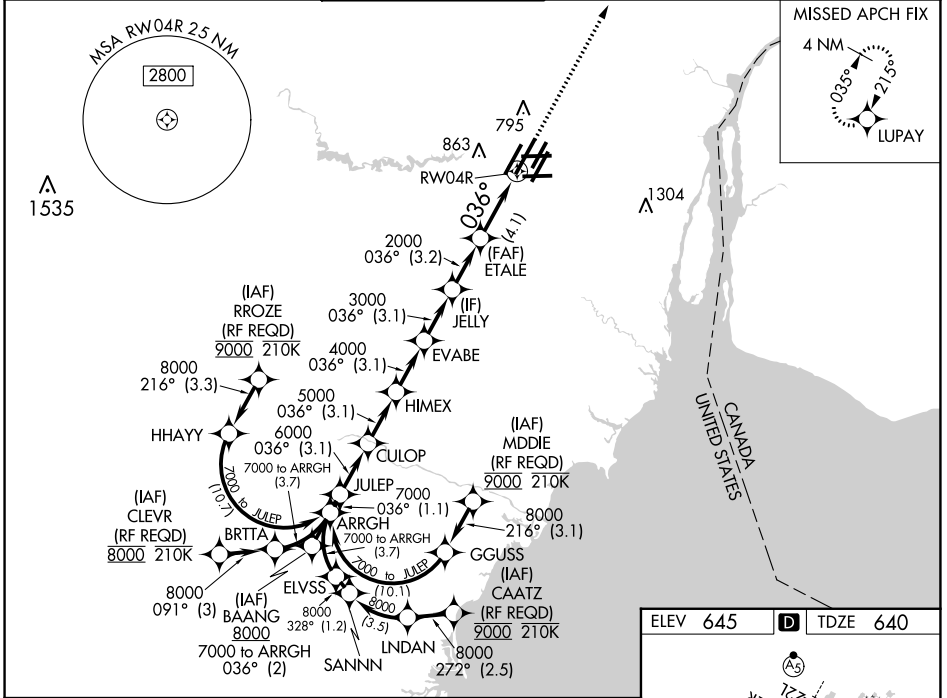 MSA RW04R 25 NM
2800
MISSED APCH FIX
4 NM
035°
215°
LUPAY
795
863
RW04R
1535
1304
036°
(4.1)
(FAF)
ETALE
2000
036° (3.2)
(IF)
JELLY
3000
036° (3.1)
EVABE
4000
036° (3.1)
HIMEX
5000
036° (3.1)
CULOP
6000
036° (3.1)
JULEP
7000
036° (1.1)
ARRGH
(IAF)
RROZE
(RF REQD)
9000 210K
8000
216° (3.3)
HHAYY
7000 to JULEP
(10.7)
7000 to ARRGH
(3.7)
(IAF)
CLEVR
(RF REQD)
8000 210K
BRTTA
8000
091° (3)
(IAF)
BAANG
8000
7000 to ARRGH
036° (2)
7000 to ARRGH
(3.7)
ELVSS
8000
328° (1.2)
SANNN
8000
(3.5)
LNDAN
8000
272° (2.5)
(IAF)
CAATZ
(RF REQD)
9000 210K
(IAF)
MDDIE
(RF REQD)
9000 210K
8000
216° (3.1)
GGUSS
7000 to JULEP
(10.1)
CANADA
UNITED STATES
ELEV 645
D
TDZE 640
A5